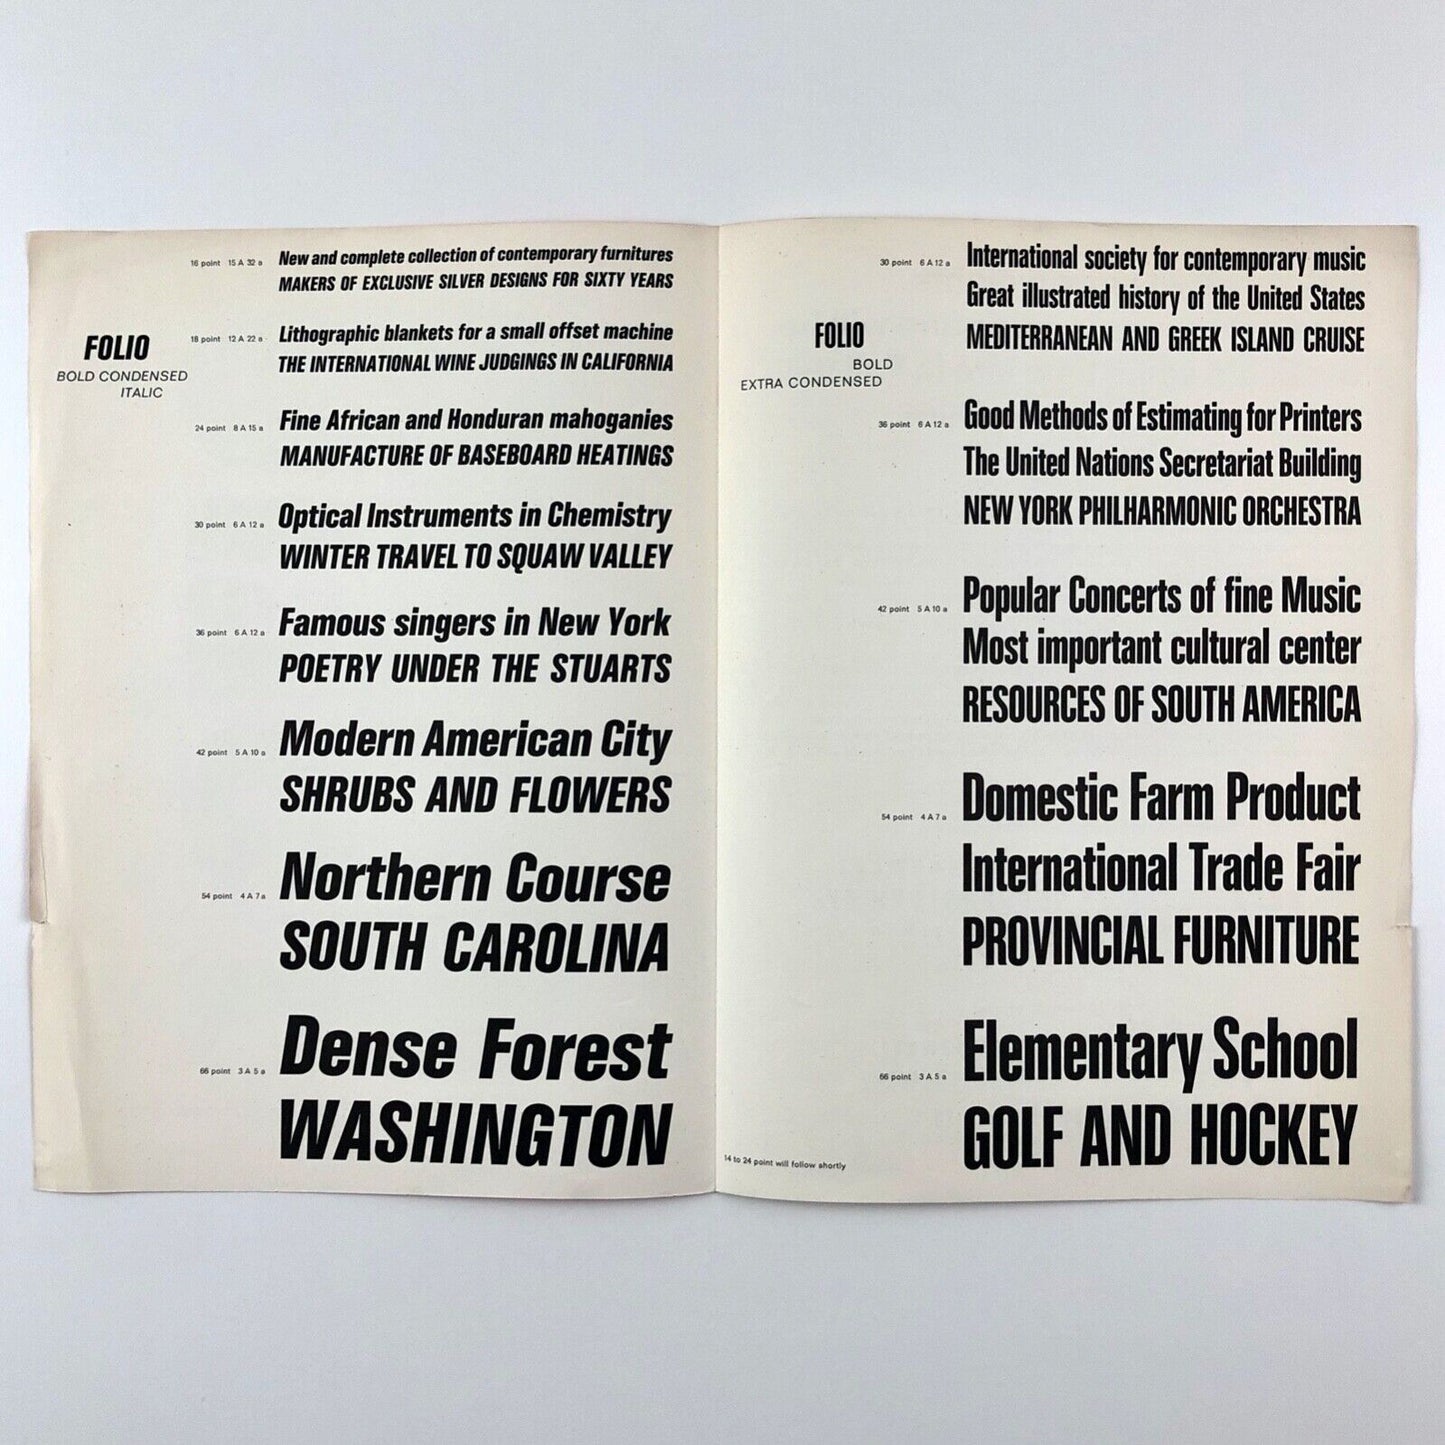 FOLIO
BOLD CONDENSED
ITALIC
16 point 15 A 32 a
New and complete collection of contemporary furnitures
MAKERS OF EXCLUSIVE SILVER DESIGNS FOR SIXTY YEARS
18 point 12 A 22 a
Lithographic blankets for a small offset machine
THE INTERNATIONAL WINE JUDGINGS IN CALIFORNIA
24 point 8 A 15 a
Fine African and Honduran mahoganies
MANUFACTURE OF BASEBOARD HEATINGS
30 point 6 A 12 a
Optical Instruments in Chemistry
WINTER TRAVEL TO SQUAW VALLEY
36 point 6 A 12 a
Famous singers in New York
POETRY UNDER THE STUARTS
42 point 5 A 10 a
Modern American City
SHRUBS AND FLOWERS
54 point 4 A 7 a
Northern Course
SOUTH CAROLINA
66 point 3 A 5 a
Dense Forest
WASHINGTON
FOLIO
BOLD
EXTRA CONDENSED
30 point 6 A 12 a
International society for contemporary music
Great illustrated history of the United States
MEDITERRANEAN AND GREEK ISLAND CRUISE
36 point 6 A 12 a
Good Methods of Estimating for Printers
The United Nations Secretariat Building
NEW YORK PHILHARMONIC ORCHESTRA
42 point 5 A 10 a
Popular Concerts of fine Music
Most important cultural center
RESOURCES OF SOUTH AMERICA
54 point 4 A 7 a
Domestic Farm Product
International Trade Fair
PROVINCIAL FURNITURE
66 point 3 A 5 a
Elementary School
GOLF AND HOCKEY
14 to 24 point will follow shortly